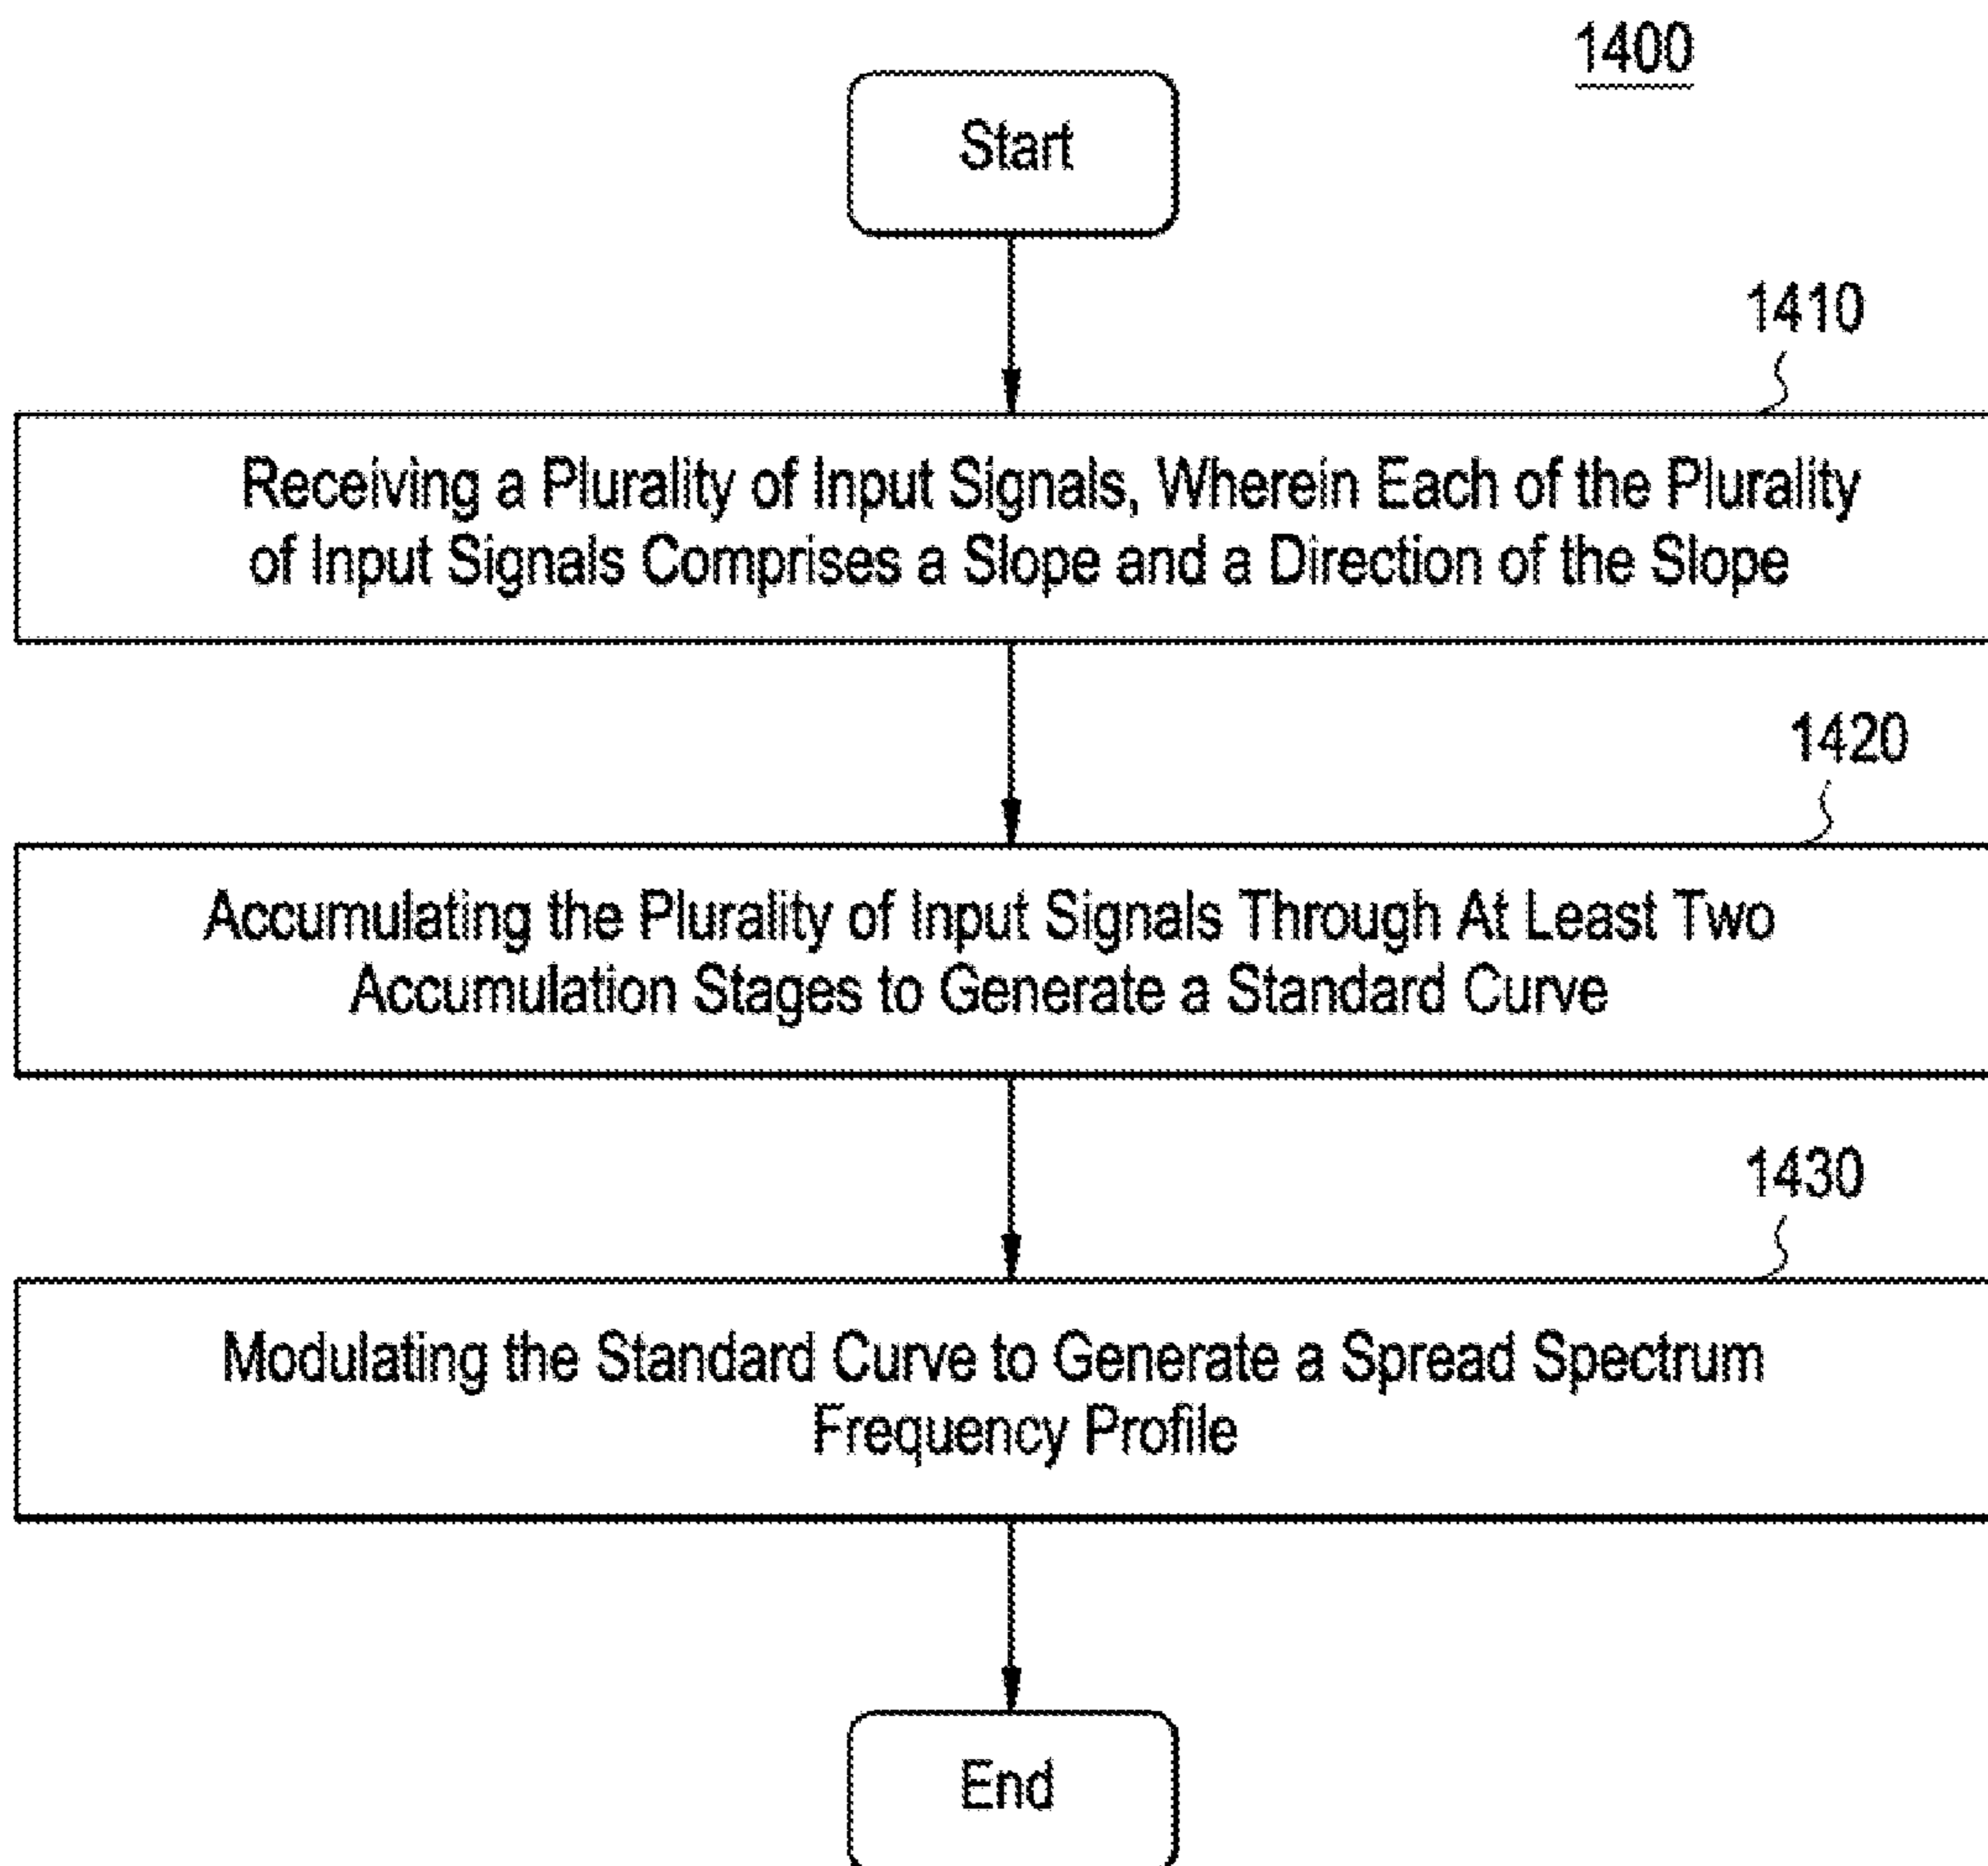 1400
Start
1410
Receiving a Plurality of Input Signals, Wherein Each of the Plurality
of Input Signals Comprises a Slope and a Direction of the Slope
1420
Accumulating the Plurality of Input Signals Through At Least Two
Accumulation Stages to Generate a Standard Curve
1430
Modulating the Standard Curve to Generate a Spread Spectrum
Frequency Profile
End